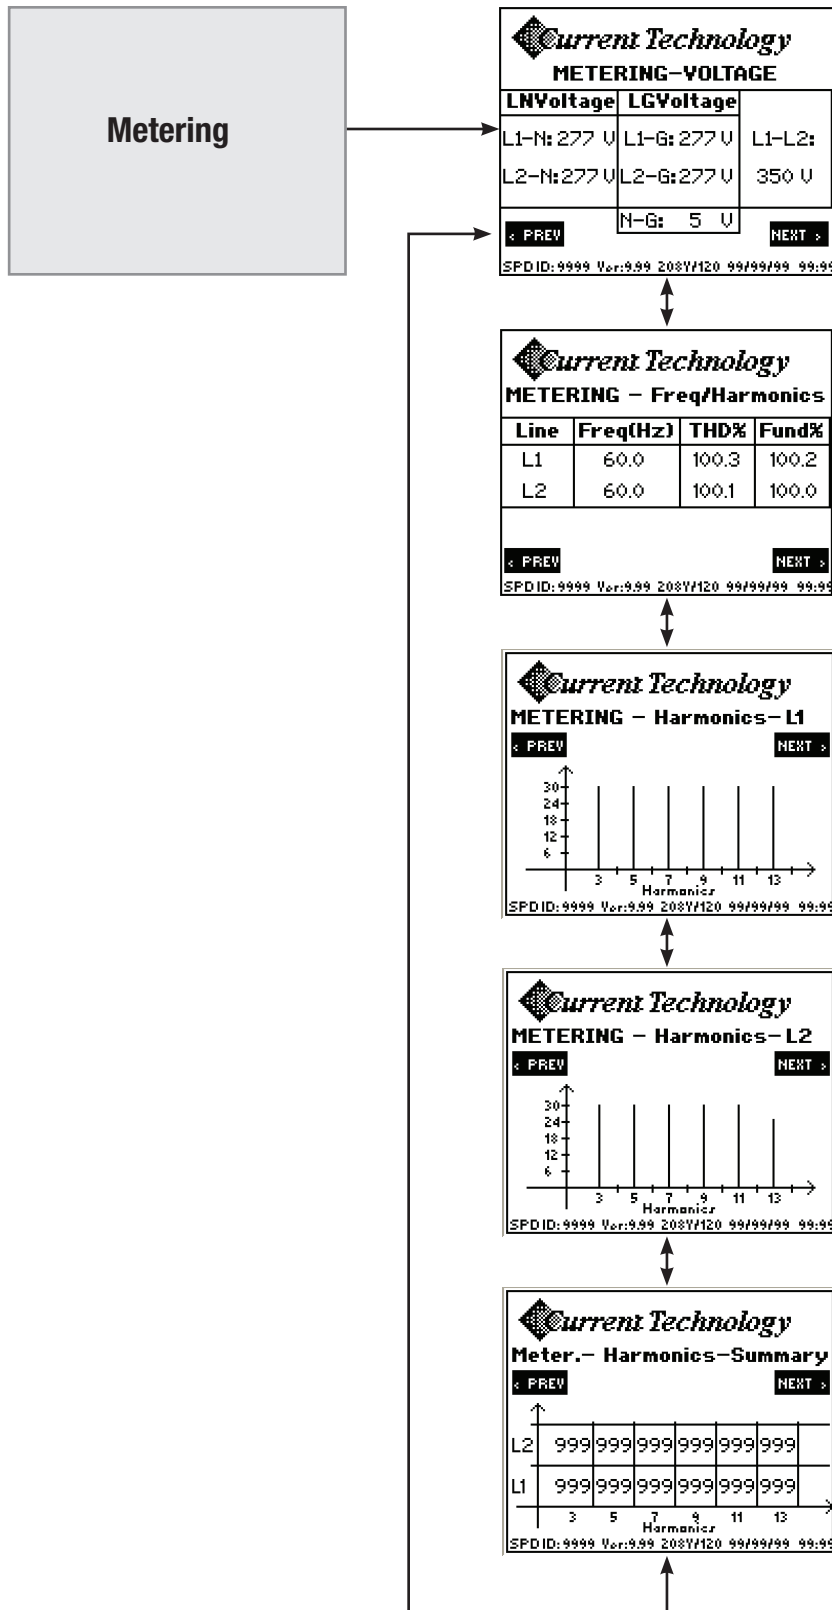 Metering
Current Technology
METERING-VOLTAGE
LNVoltage LGVoltage
L1-N: 277 V L1-G: 277 V L1-L2:
L2-N: 277 V L2-G: 277 V 350 V
N-G: 5 V
< PREV NEXT >
SPD ID: 9999 Ver:9.99 208Y/120 99/99/99 99:99
Current Technology
METERING - Freq/Harmonics
Line Freq(Hz) THD% Fund%
L1 60.0 100.3 100.2
L2 60.0 100.1 100.0
< PREV NEXT >
SPD ID: 9999 Ver:9.99 208Y/120 99/99/99 99:99
Current Technology
METERING - Harmonics-L1
< PREV NEXT >
30
24
18
12
6
3 5 7 9 11 13
Harmonics
SPD ID: 9999 Ver:9.99 208Y/120 99/99/99 99:99
Current Technology
METERING - Harmonics-L2
< PREV NEXT >
30
24
18
12
6
3 5 7 9 11 13
Harmonics
SPD ID: 9999 Ver:9.99 208Y/120 99/99/99 99:99
Current Technology
Meter.- Harmonics-Summary
< PREV NEXT >
L2 999 999 999 999 999 999
L1 999 999 999 999 999 999
3 5 7 9 11 13
Harmonics
SPD ID: 9999 Ver:9.99 208Y/120 99/99/99 99:99